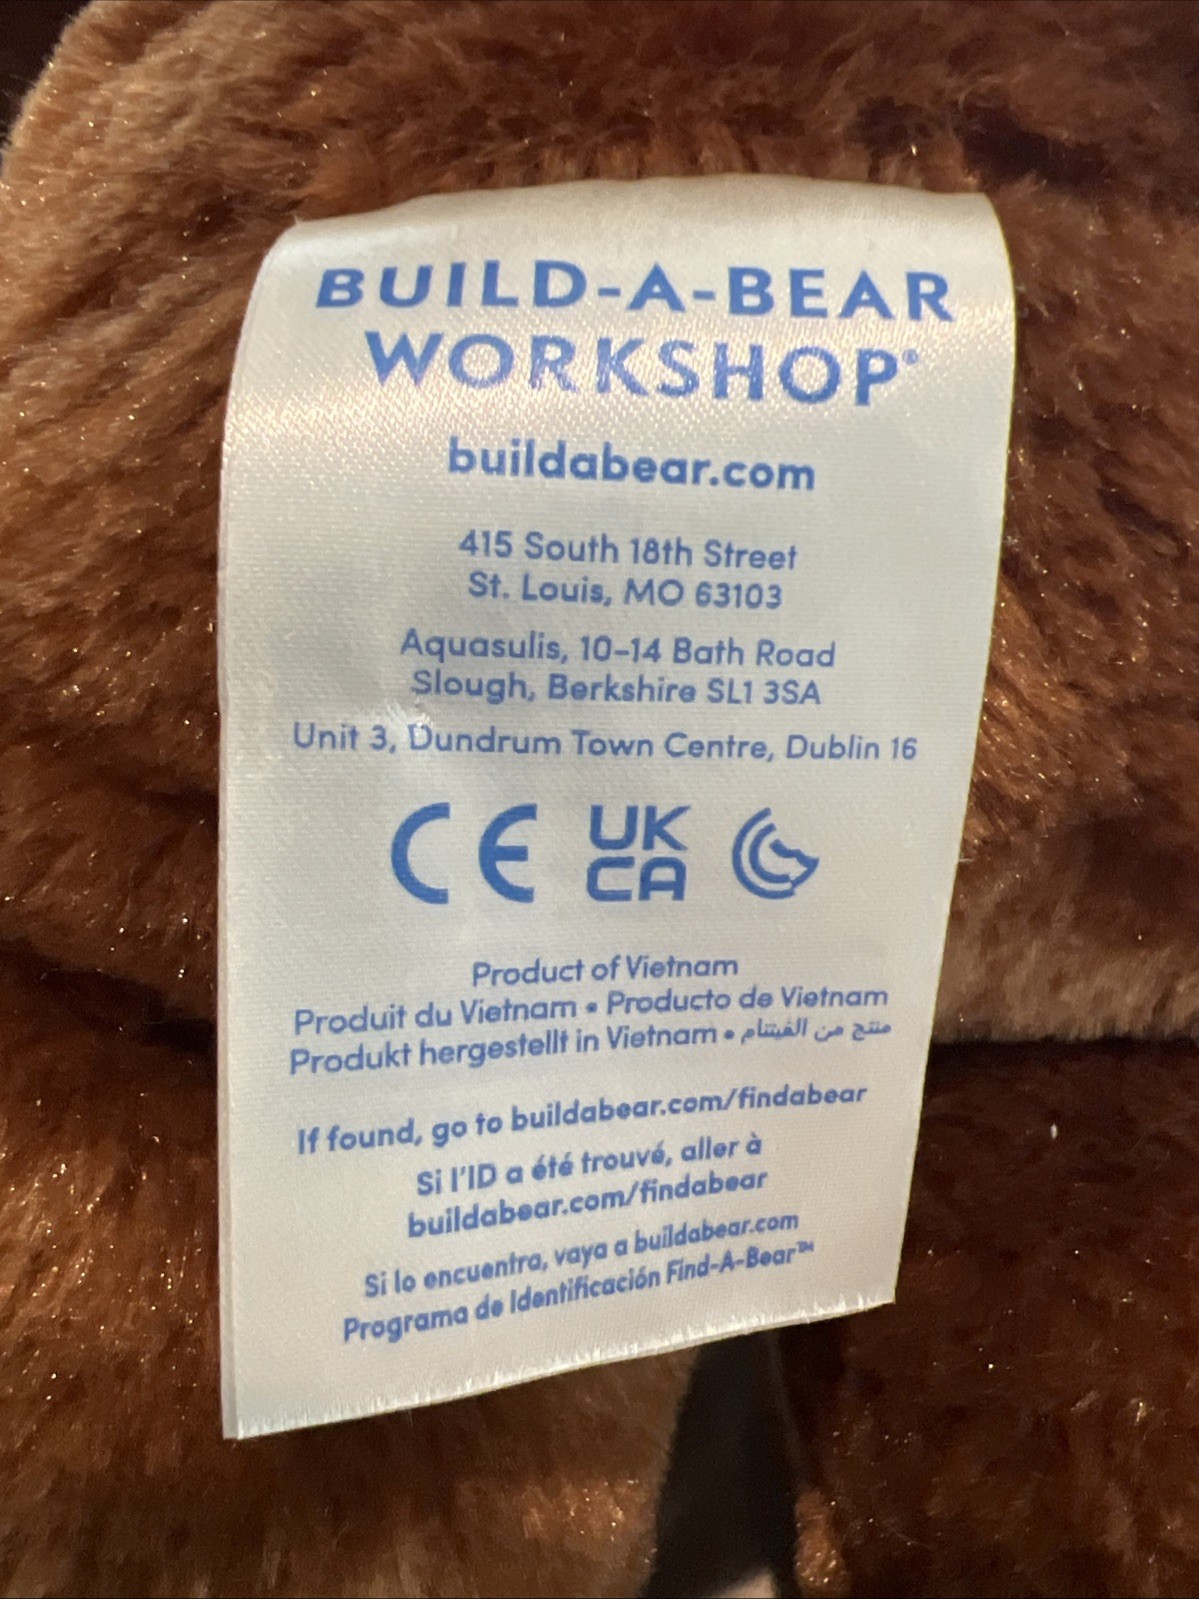 BUILD-A-BEAR
WORKSHOP®
buildabear.com
415 South 18th Street
St. Louis, MO 63103
Aquasulis, 10–14 Bath Road
Slough, Berkshire SL1 3SA
Unit 3, Dundrum Town Centre, Dublin 16
CE UK
CA
Product of Vietnam
Produit du Vietnam • Producto de Vietnam
Produkt hergestellt in Vietnam • منتج من الفيتنام
If found, go to buildabear.com/findabear
Si l'ID a été trouvé, aller à
buildabear.com/findabear
Si lo encuentra, vaya a buildabear.com
Programa de Identificación Find-A-Bear™